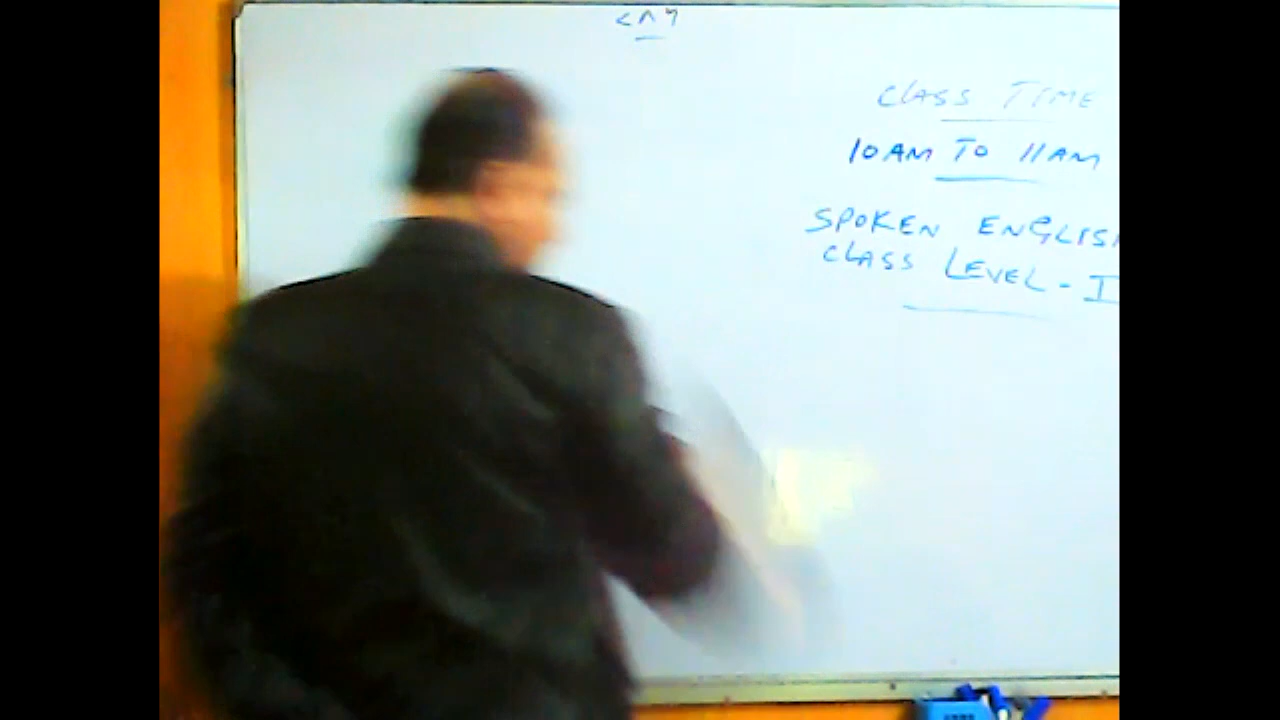 CLASS TIME
10AM TO 11AM
SPOKEN ENGLISH
CLASS LEVEL - I